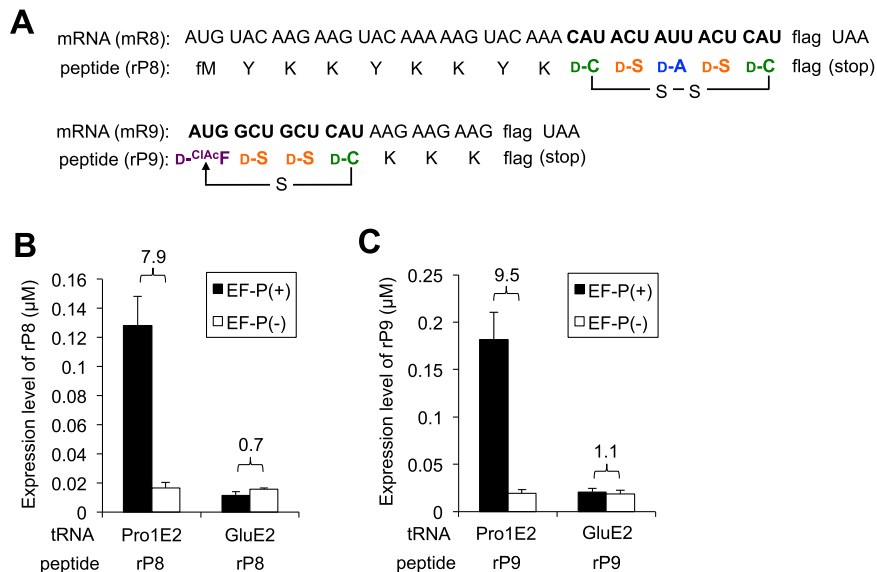 A
mRNA (mR8): AUG UAC AAG AAG UAC AAA AAG UAC AAA CAU ACU AUU ACU CAU flag UAA
peptide (rP8): fM Y K K Y K K Y K D-C D-S D-A D-S D-C flag (stop)
S S
mRNA (mR9): AUG GCU GCU CAU AAG AAG AAG flag UAA
peptide (rP9): D-ClAcF D-S D-S D-C K K K flag (stop)
S
B
Expression level of rP8 (µM)
0.16
0.14
0.12
0.1
0.08
0.06
0.04
0.02
0
7.9
0.7
EF-P(+)
EF-P(-)
tRNA Pro1E2 GluE2
peptide rP8 rP8
C
Expression level of rP9 (µM)
0.25
0.2
0.15
0.1
0.05
0
9.5
1.1
EF-P(+)
EF-P(-)
tRNA Pro1E2 GluE2
peptide rP9 rP9